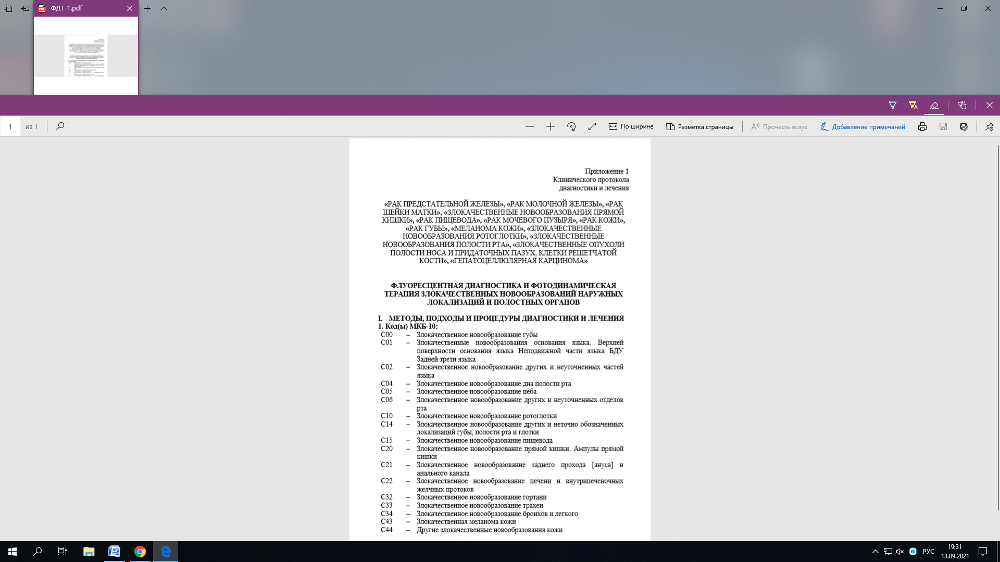 ФДТ-1.pdf
1 из 1
По ширине
Разметка страницы
Прочесть вслух
Добавление примечаний
Приложение 1
Клинического протокола
диагностики и лечения
«РАК ПРЕДСТАТЕЛЬНОЙ ЖЕЛЕЗЫ», «РАК МОЛОЧНОЙ ЖЕЛЕЗЫ», «РАК
ШЕЙКИ МАТКИ», «ЗЛОКАЧЕСТВЕННЫЕ НОВООБРАЗОВАНИЯ ПРЯМОЙ
КИШКИ», «РАК ПИЩЕВОДА», «РАК МОЧЕВОГО ПУЗЫРЯ», «РАК КОЖИ»,
«РАК ГУБЫ», «МЕЛАНОМА КОЖИ», «ЗЛОКАЧЕСТВЕННЫЕ
НОВООБРАЗОВАНИЯ РОТОГЛОТКИ», «ЗЛОКАЧЕСТВЕННЫЕ
НОВООБРАЗОВАНИЯ ПОЛОСТИ РТА», «ЗЛОКАЧЕСТВЕННЫЕ ОПУХОЛИ
ПОЛОСТИ НОСА И ПРИДАТОЧНЫХ ПАЗУХ, КЛЕТКИ РЕШЕТЧАТОЙ
КОСТИ», «ГЕПАТОЦЕЛЛЮЛЯРНАЯ КАРЦИНОМА»
ФЛУОРЕСЦЕНТНАЯ ДИАГНОСТИКА И ФОТОДИНАМИЧЕСКАЯ
ТЕРАПИЯ ЗЛОКАЧЕСТВЕННЫХ НОВООБРАЗОВАНИЙ НАРУЖНЫХ
ЛОКАЛИЗАЦИЙ И ПОЛОСТНЫХ ОРГАНОВ
I. МЕТОДЫ, ПОДХОДЫ И ПРОЦЕДУРЫ ДИАГНОСТИКИ И ЛЕЧЕНИЯ
1. Код(ы) МКБ-10:
C00 – Злокачественное новообразование губы
C01 – Злокачественные новообразования основания языка. Верхней
поверхности основания языка Неподвижной части языка БДУ
Задней трети языка
C02 – Злокачественное новообразование других и неуточненных частей
языка
C04 – Злокачественное новообразование дна полости рта
C05 – Злокачественное новообразование неба
C06 – Злокачественное новообразование других и неуточненных отделов
рта
C10 – Злокачественное новообразование ротоглотки
C14 – Злокачественное новообразование других и неточно обозначенных
локализаций губы, полости рта и глотки
C15 – Злокачественное новообразование пищевода
C20 – Злокачественное новообразование прямой кишки. Ампулы прямой
кишки
C21 – Злокачественное новообразование заднего прохода [ануса] и
анального канала
C22 – Злокачественное новообразование печени и внутрипеченочных
желчных протоков
C32 – Злокачественное новообразование гортани
C33 – Злокачественное новообразование трахеи
C34 – Злокачественное новообразование бронхов и легкого
C43 – Злокачественная меланома кожи
C44 – Другие злокачественные новообразования кожи
РУС
19:31
13.09.2021